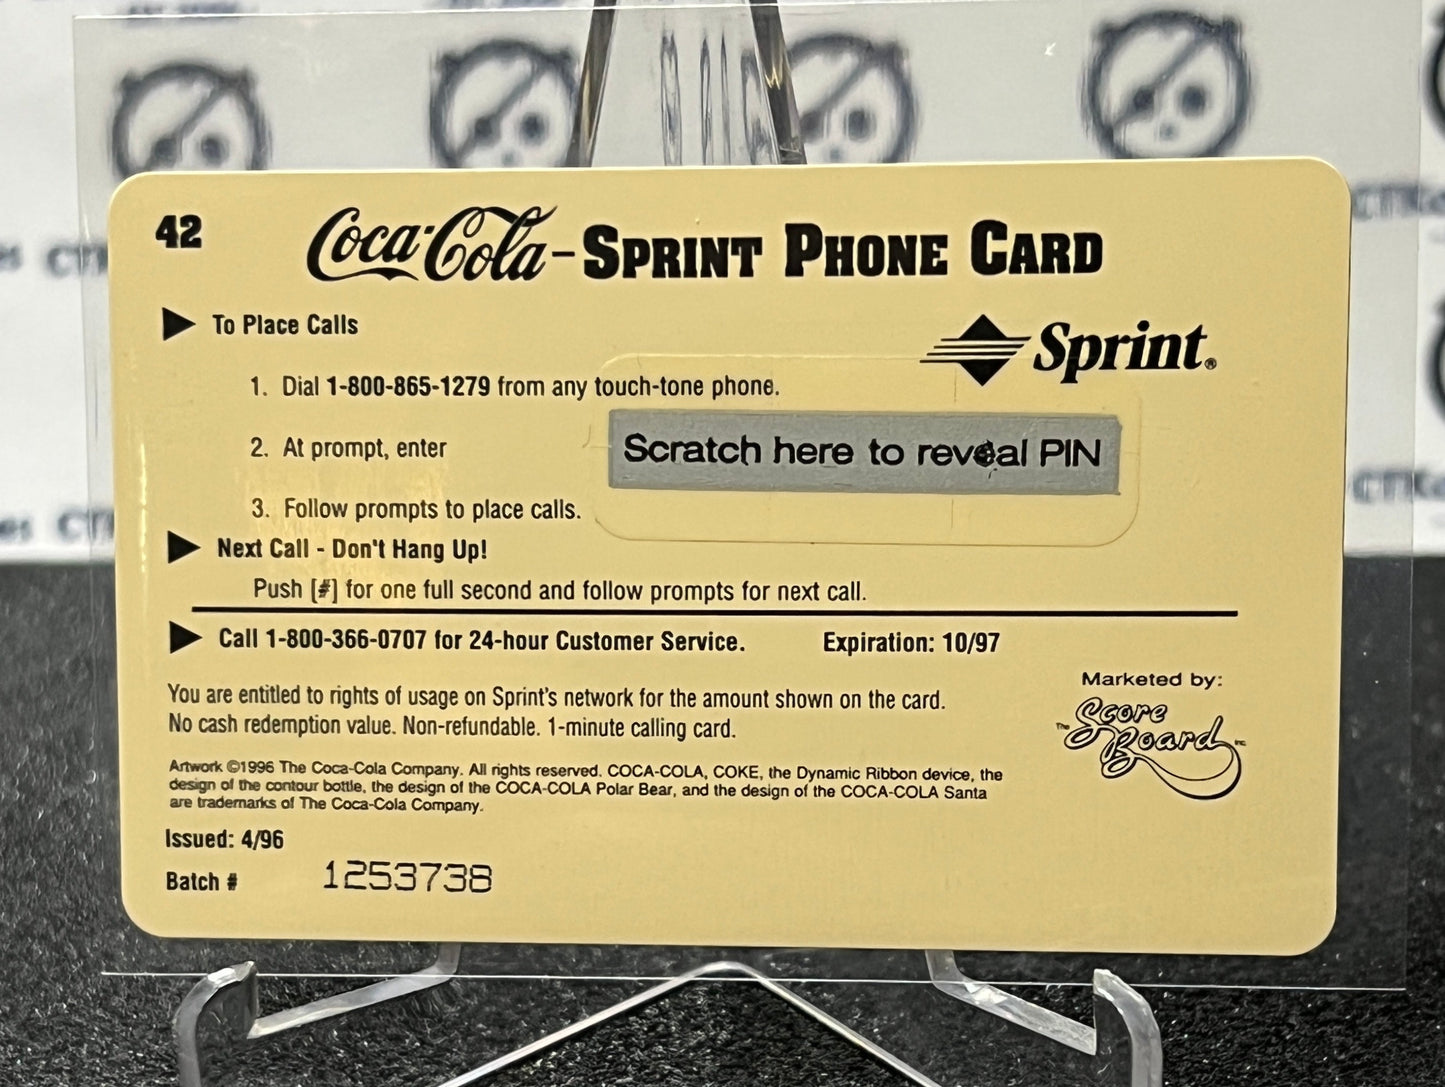 42
Coca-Cola – SPRINT PHONE CARD
To Place Calls
Sprint®
1. Dial 1-800-865-1279 from any touch-tone phone.
2. At prompt, enter
Scratch here to reveal PIN
3. Follow prompts to place calls.
Next Call - Don't Hang Up!
Push [#] for one full second and follow prompts for next call.
Call 1-800-366-0707 for 24-hour Customer Service. Expiration: 10/97
Marketed by:
The Score Board Inc.
You are entitled to rights of usage on Sprint's network for the amount shown on the card.
No cash redemption value. Non-refundable. 1-minute calling card.
Artwork ©1996 The Coca-Cola Company. All rights reserved. COCA-COLA, COKE, the Dynamic Ribbon device, the
design of the contour bottle, the design of the COCA-COLA Polar Bear, and the design of the COCA-COLA Santa
are trademarks of The Coca-Cola Company.
Issued: 4/96
Batch # 1253738